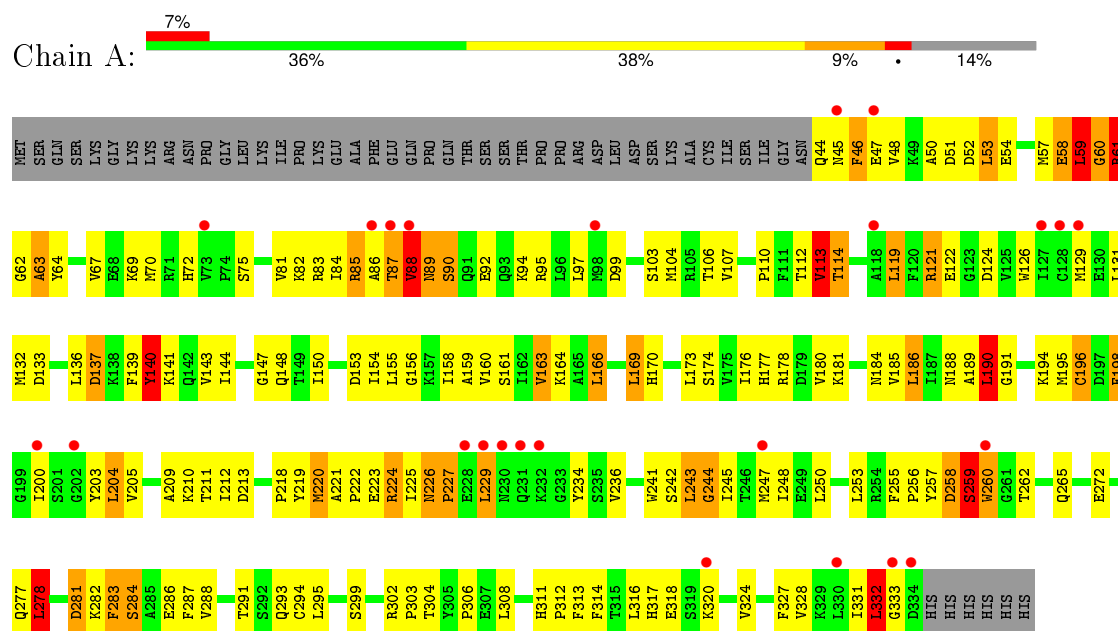 Chain A:
7%
36% 38% 9% • 14%
MET SER GLN SER LYS GLY LYS LYS ARG ASN PRO GLY LEU LYS ILE PRO LYS GLU ALA PHE GLU GLN PRO GLN THR SER SER THR PRO PRO ARG ASP LEU ASP SER LYS ALA CYS ILE SER ILE GLY ASN Q44 N45 F46 E47 V48 K49 A50 D51 D52 L53 E54 M57 E58 L59 G60 R61
G62 A63 Y64 V67 E68 K69 M70 R71 H72 V73 P74 S75 V81 K82 R83 I84 R85 A86 T87 V88 N89 S90 Q91 E92 Q93 K94 R95 L96 L97 M98 D99 S103 M104 R105 T106 V107 P110 F111 T112 V113 T114 A118 L119 F120 R121 E122 G123 D124 V125 W126 I127 C128 M129 E130 L131
M132 D133 L136 D137 K138 F139 Y140 K141 Q142 V143 I144 G147 Q148 T149 I150 D153 I154 L155 G156 K157 I158 A159 V160 S161 I162 V163 K164 A165 L166 L169 H170 L173 S174 V175 I176 H177 R178 D179 V180 K181 N184 V185 L186 I187 N188 A189 L190 G191 K194 M195 C196 D197 F198
G199 I200 S201 G202 Y203 L204 V205 A209 K210 T211 I212 D213 P218 Y219 M220 A221 P222 E223 R224 I225 N226 P227 E228 L229 N230 Q231 K232 G233 Y234 S235 V236 W241 S242 L243 G244 I245 T246 M247 I248 E249 L250 L253 R254 F255 P256 Y257 D258 S259 W260 G261 T262 Q265 E272
Q277 L278 D281 K282 F283 S284 A285 E286 F287 V288 T291 S292 Q293 C294 L295 S299 R302 P303 T304 Y305 P306 E307 L308 H311 P312 F313 F314 T315 L316 H317 E318 S319 K320 V324 F327 V328 K329 L330 I331 L332 G333 D334 HIS HIS HIS HIS HIS HIS